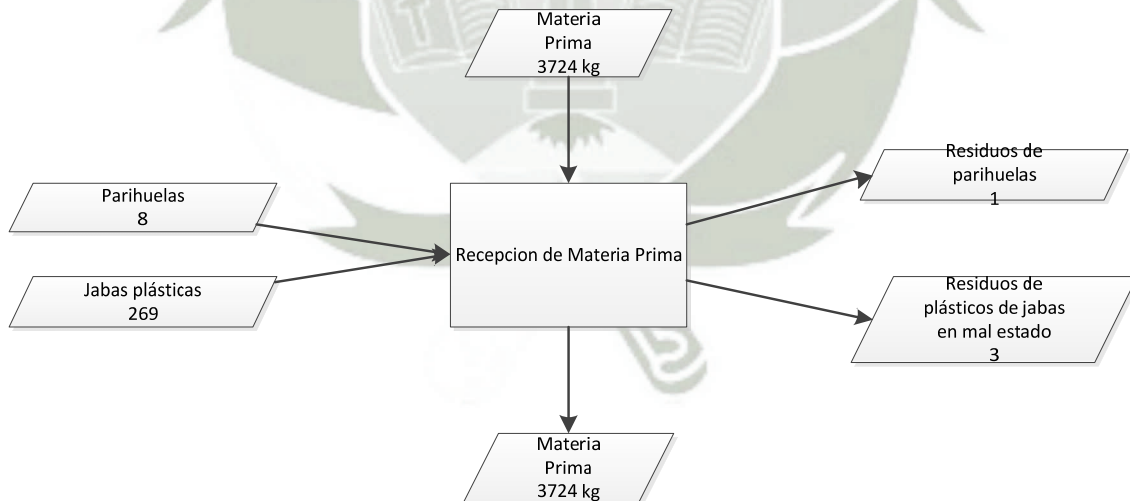 Materia
Prima
3724 kg
Parihuelas
8
Jabas plásticas
269
Recepcion de Materia Prima
Residuos de
parihuelas
1
Residuos de
plásticos de jabas
en mal estado
3
Materia
Prima
3724 kg